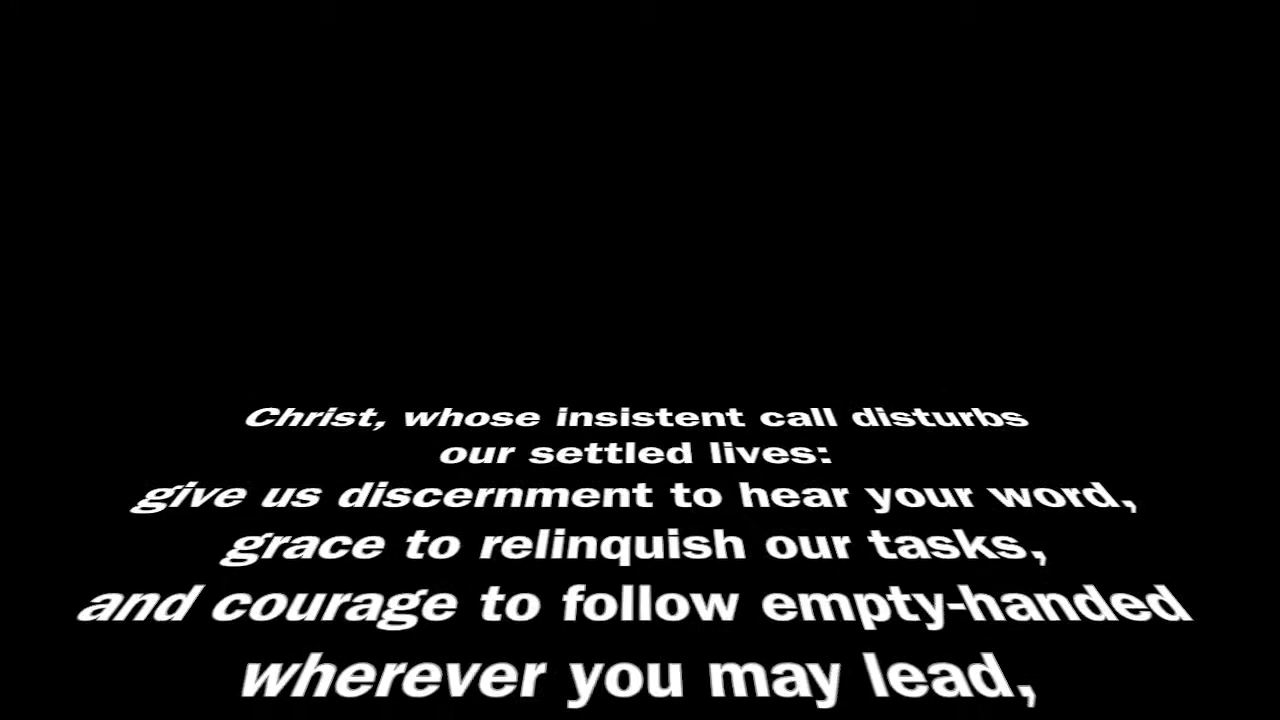 Christ, whose insistent call disturbs
our settled lives:
give us discernment to hear your word,
grace to relinquish our tasks,
and courage to follow empty-handed
wherever you may lead,